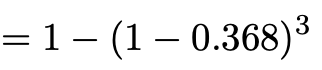 = 1 − (1 − 0.368)³